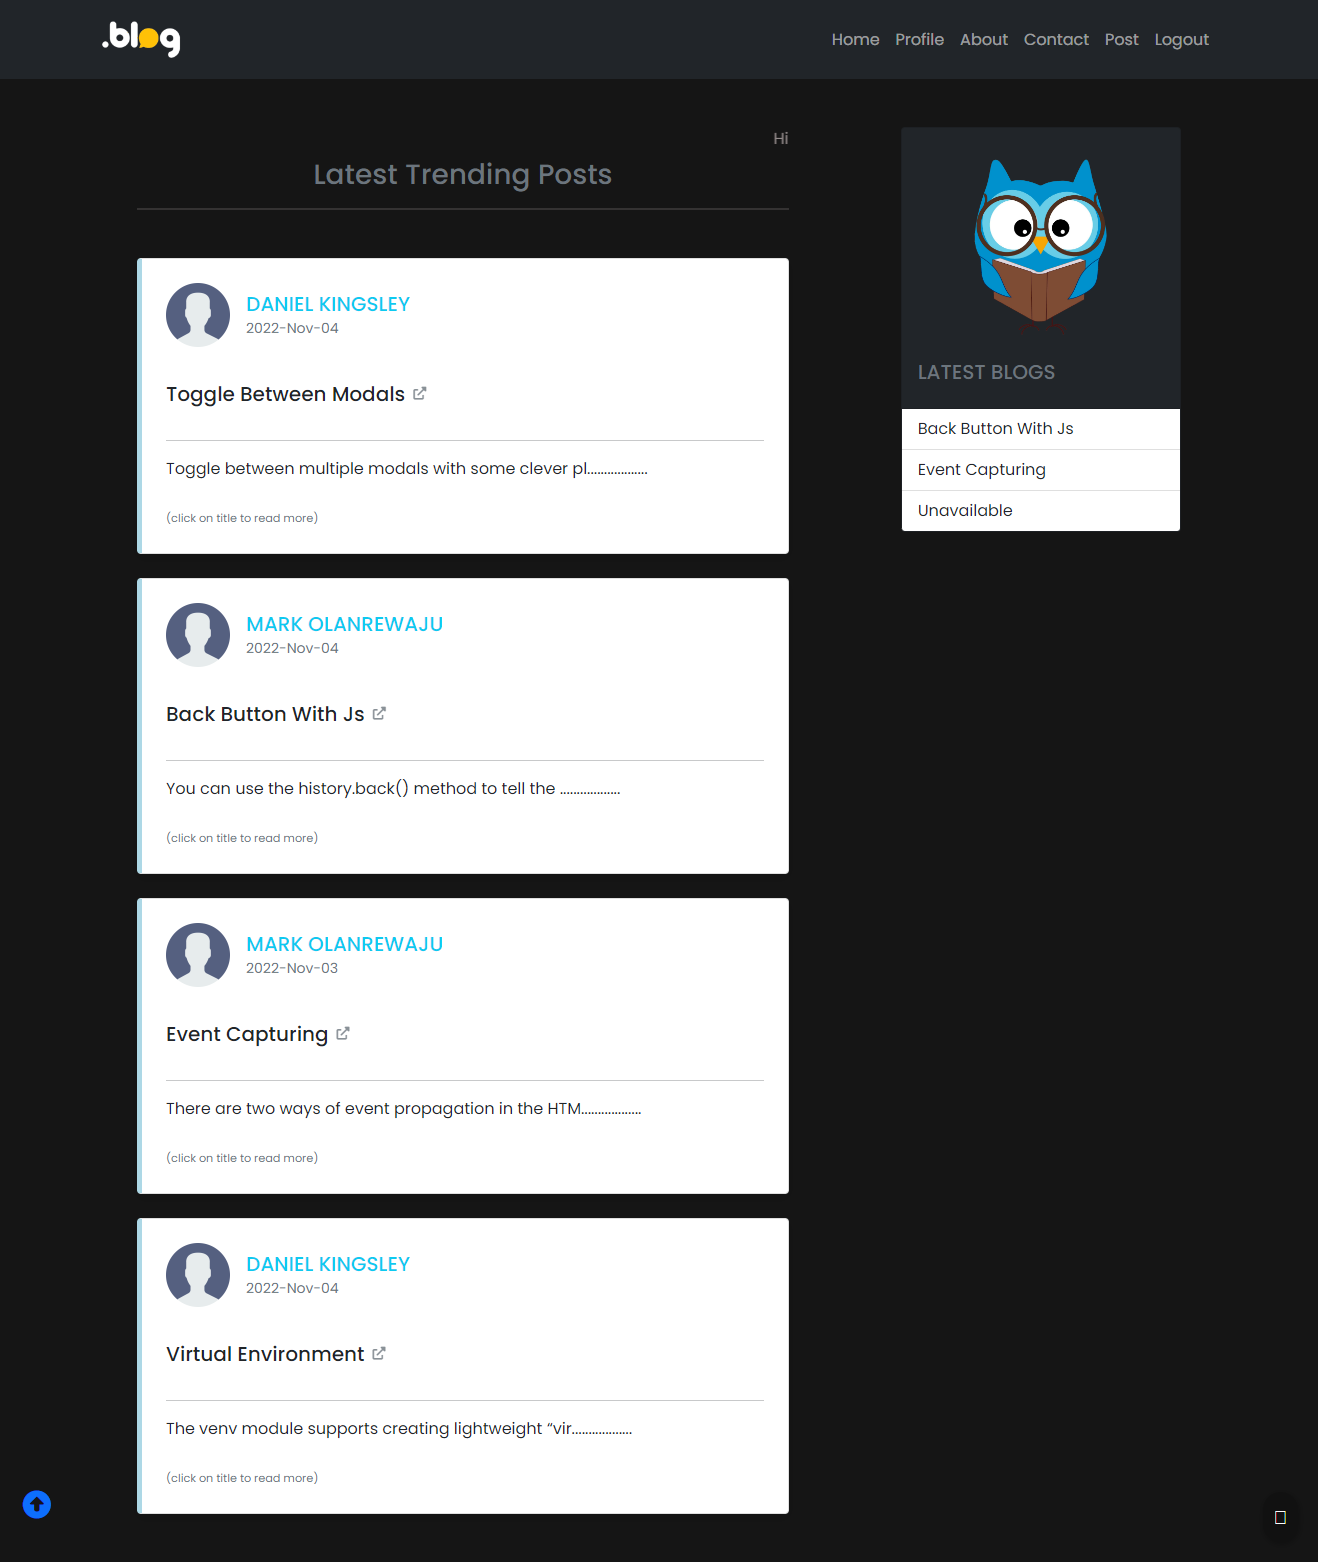 .blog
Home Profile About Contact Post Logout
Hi
Latest Trending Posts
DANIEL KINGSLEY
2022-Nov-04
Toggle Between Modals
Toggle between multiple modals with some clever pl..................
(click on title to read more)
MARK OLANREWAJU
2022-Nov-04
Back Button With Js
You can use the history.back() method to tell the ..................
(click on title to read more)
MARK OLANREWAJU
2022-Nov-03
Event Capturing
There are two ways of event propagation in the HTM..................
(click on title to read more)
DANIEL KINGSLEY
2022-Nov-04
Virtual Environment
The venv module supports creating lightweight “vir..................
(click on title to read more)
LATEST BLOGS
Back Button With Js
Event Capturing
Unavailable